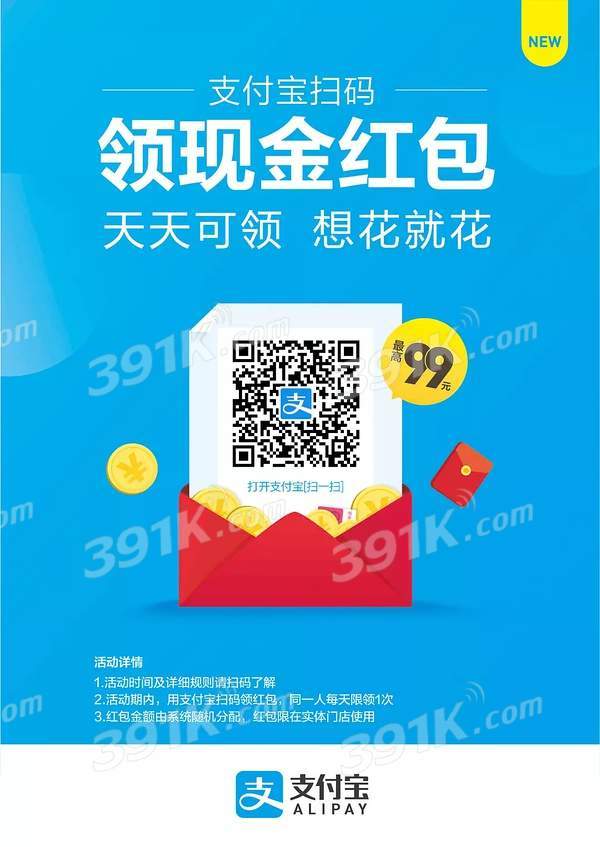 NEW
支付宝扫码
领现金红包
天天可领 想花就花
最高99元
支
打开支付宝[扫一扫]
活动详情
1.活动时间及详细规则请扫码了解
2.活动期内，用支付宝扫码领红包，同一人每天限领1次
3.红包金额由系统随机分配，红包限在实体门店使用
支 支付宝
ALIPAY
391K.com
391K.com
391K.com
391K.com
391K.com
391K.com